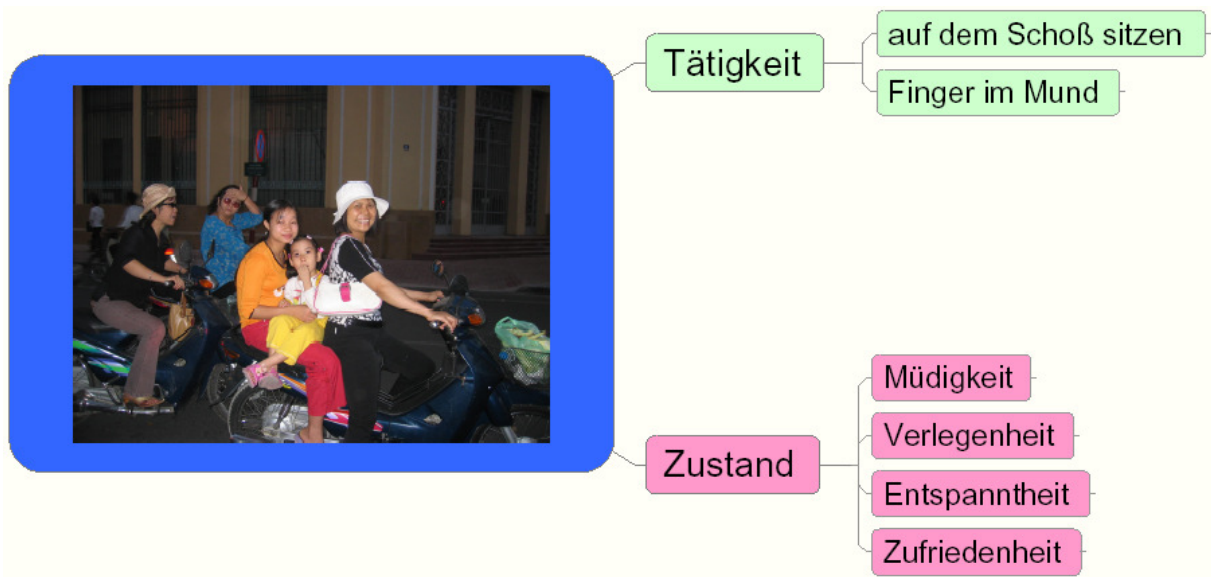 Tätigkeit
auf dem Schoß sitzen
Finger im Mund
Zustand
Müdigkeit
Verlegenheit
Entspanntheit
Zufriedenheit